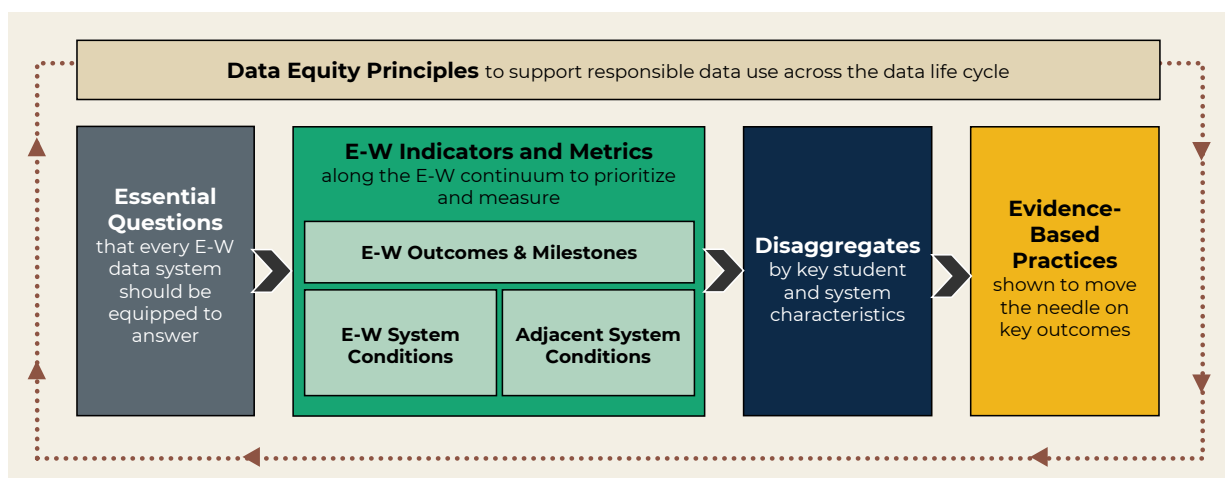 Data Equity Principles to support responsible data use across the data life cycle
Essential
Questions
that every E-W
data system
should be
equipped to
answer
E-W Indicators and Metrics
along the E-W continuum to prioritize
and measure
E-W Outcomes & Milestones
E-W System
Conditions
Adjacent System
Conditions
Disaggregates
by key student
and system
characteristics
Evidence-
Based
Practices
shown to move
the needle on
key outcomes